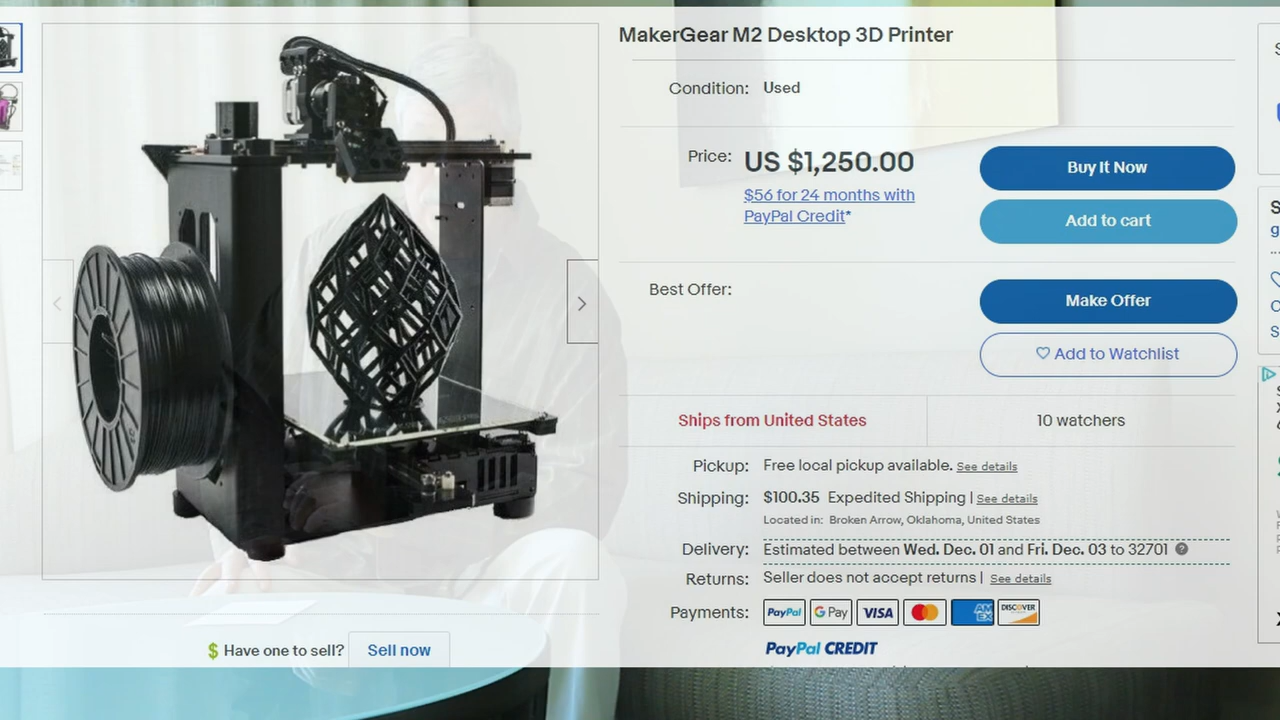 MakerGear M2 Desktop 3D Printer
Condition: Used
Price: US $1,250.00
$56 for 24 months with
PayPal Credit*
Buy It Now
Add to cart
Best Offer:
Make Offer
Add to Watchlist
Ships from United States
10 watchers
Pickup: Free local pickup available. See details
Shipping: $100.35 Expedited Shipping | See details
Located in: Broken Arrow, Oklahoma, United States
Delivery: Estimated between Wed. Dec. 01 and Fri. Dec. 03 to 32701
Returns: Seller does not accept returns | See details
Payments: PayPal G Pay VISA AM EX DISCOVER
PayPal CREDIT
$ Have one to sell? Sell now